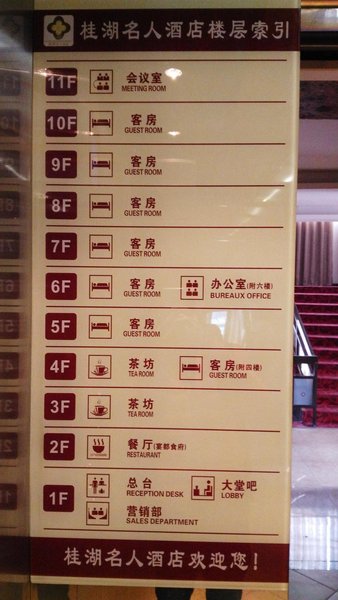 桂湖名人酒店楼层索引
11F 会议室
MEETING ROOM
10F 客房
GUEST ROOM
9F 客房
GUEST ROOM
8F 客房
GUEST ROOM
7F 客房
GUEST ROOM
6F 客房 办公室(附六楼)
GUEST ROOM BUREAUX OFFICE
5F 客房
GUEST ROOM
4F 茶坊 客房(附四楼)
TEA ROOM GUEST ROOM
3F 茶坊
TEA ROOM
2F 餐厅(宴都食府)
RESTAURANT
1F 总台 大堂吧
RECEPTION DESK LOBBY
营销部
SALES DEPARTMENT
桂湖名人酒店欢迎您!